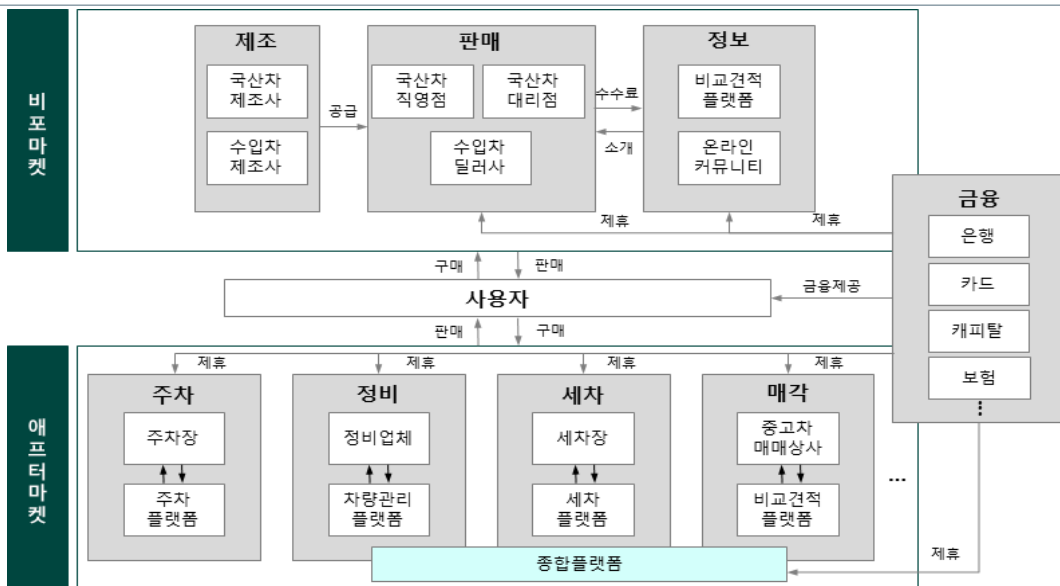 비포마켓
제조
국산차
제조사
수입차
제조사
공급
판매
국산차
직영점
국산차
대리점
수입차
딜러사
수수료
소개
정보
비교견적
플랫폼
온라인
커뮤니티
제휴
제휴
금융
은행
카드
캐피탈
보험
...
구매
판매
사용자
금융제공
판매
구매
애프터마켓
제휴
제휴
제휴
제휴
주차
주차장
주차
플랫폼
정비
정비업체
차량관리
플랫폼
세차
세차장
세차
플랫폼
매각
중고차
매매상사
비교견적
플랫폼
...
종합플랫폼
제휴